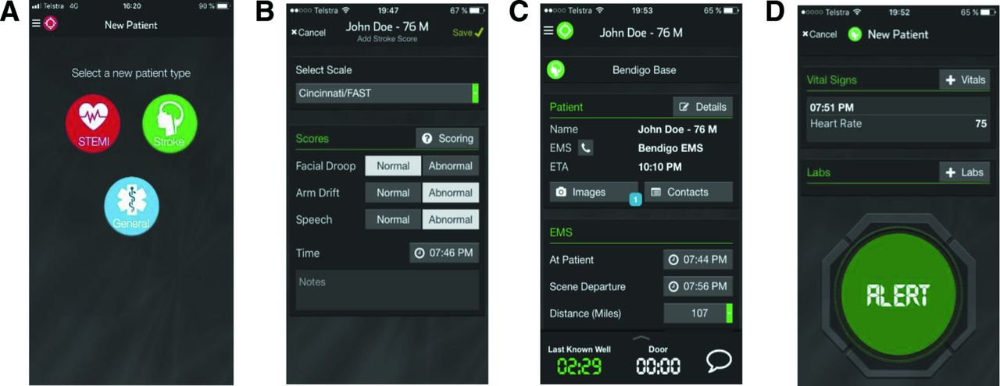 A
Telstra 4G 16:20 90 %
New Patient
Select a new patient type
STEMI
Stroke
General
B
Telstra 19:47 67 %
Cancel John Doe - 76 M Save
Add Stroke Score
Select Scale
Cincinnati/FAST
Scores ? Scoring
Facial Droop Normal Abnormal
Arm Drift Normal Abnormal
Speech Normal Abnormal
Time 07:46 PM
Notes
C
Telstra 19:53 65 %
John Doe - 76 M
Bendigo Base
Patient Details
Name John Doe - 76 M
EMS Bendigo EMS
ETA 10:10 PM
Images 1 Contacts
EMS
At Patient 07:44 PM
Scene Departure 07:56 PM
Distance (Miles) 107
Last Known Well Door
02:29 00:00
D
Telstra 19:52 65 %
Cancel New Patient
Vital Signs + Vitals
07:51 PM
Heart Rate 75
Labs + Labs
ALERT